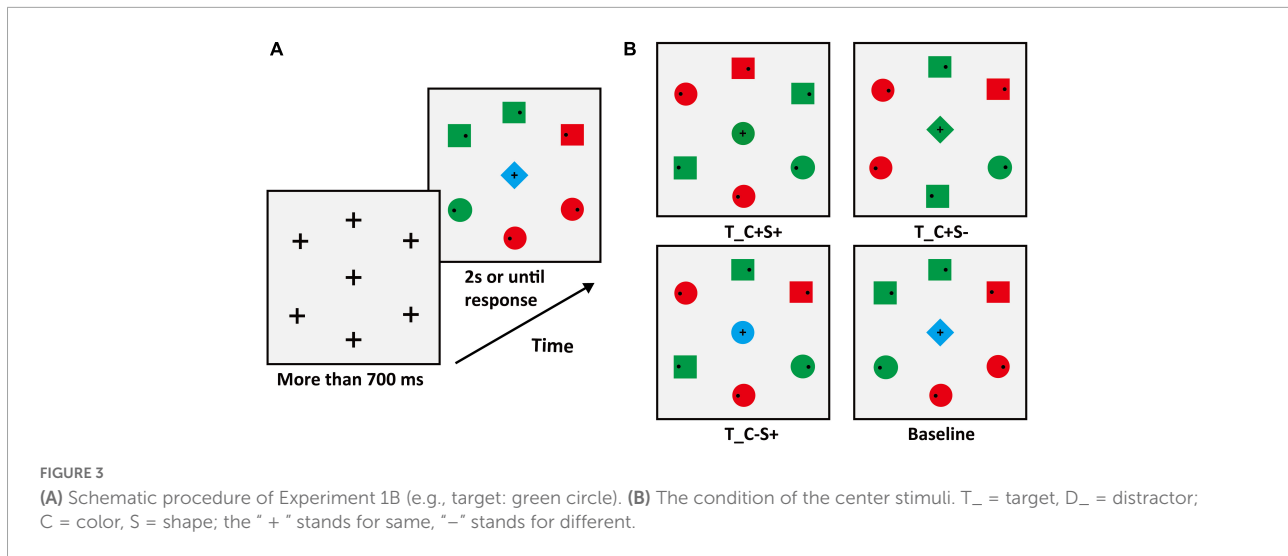 A
B
2s or until
response
Time
More than 700 ms
T_C+S+
T_C+S-
T_C-S+
Baseline
FIGURE 3
(A) Schematic procedure of Experiment 1B (e.g., target: green circle). (B) The condition of the center stimuli. T_ = target, D_ = distractor;
C = color, S = shape; the “ + ” stands for same, “–” stands for different.